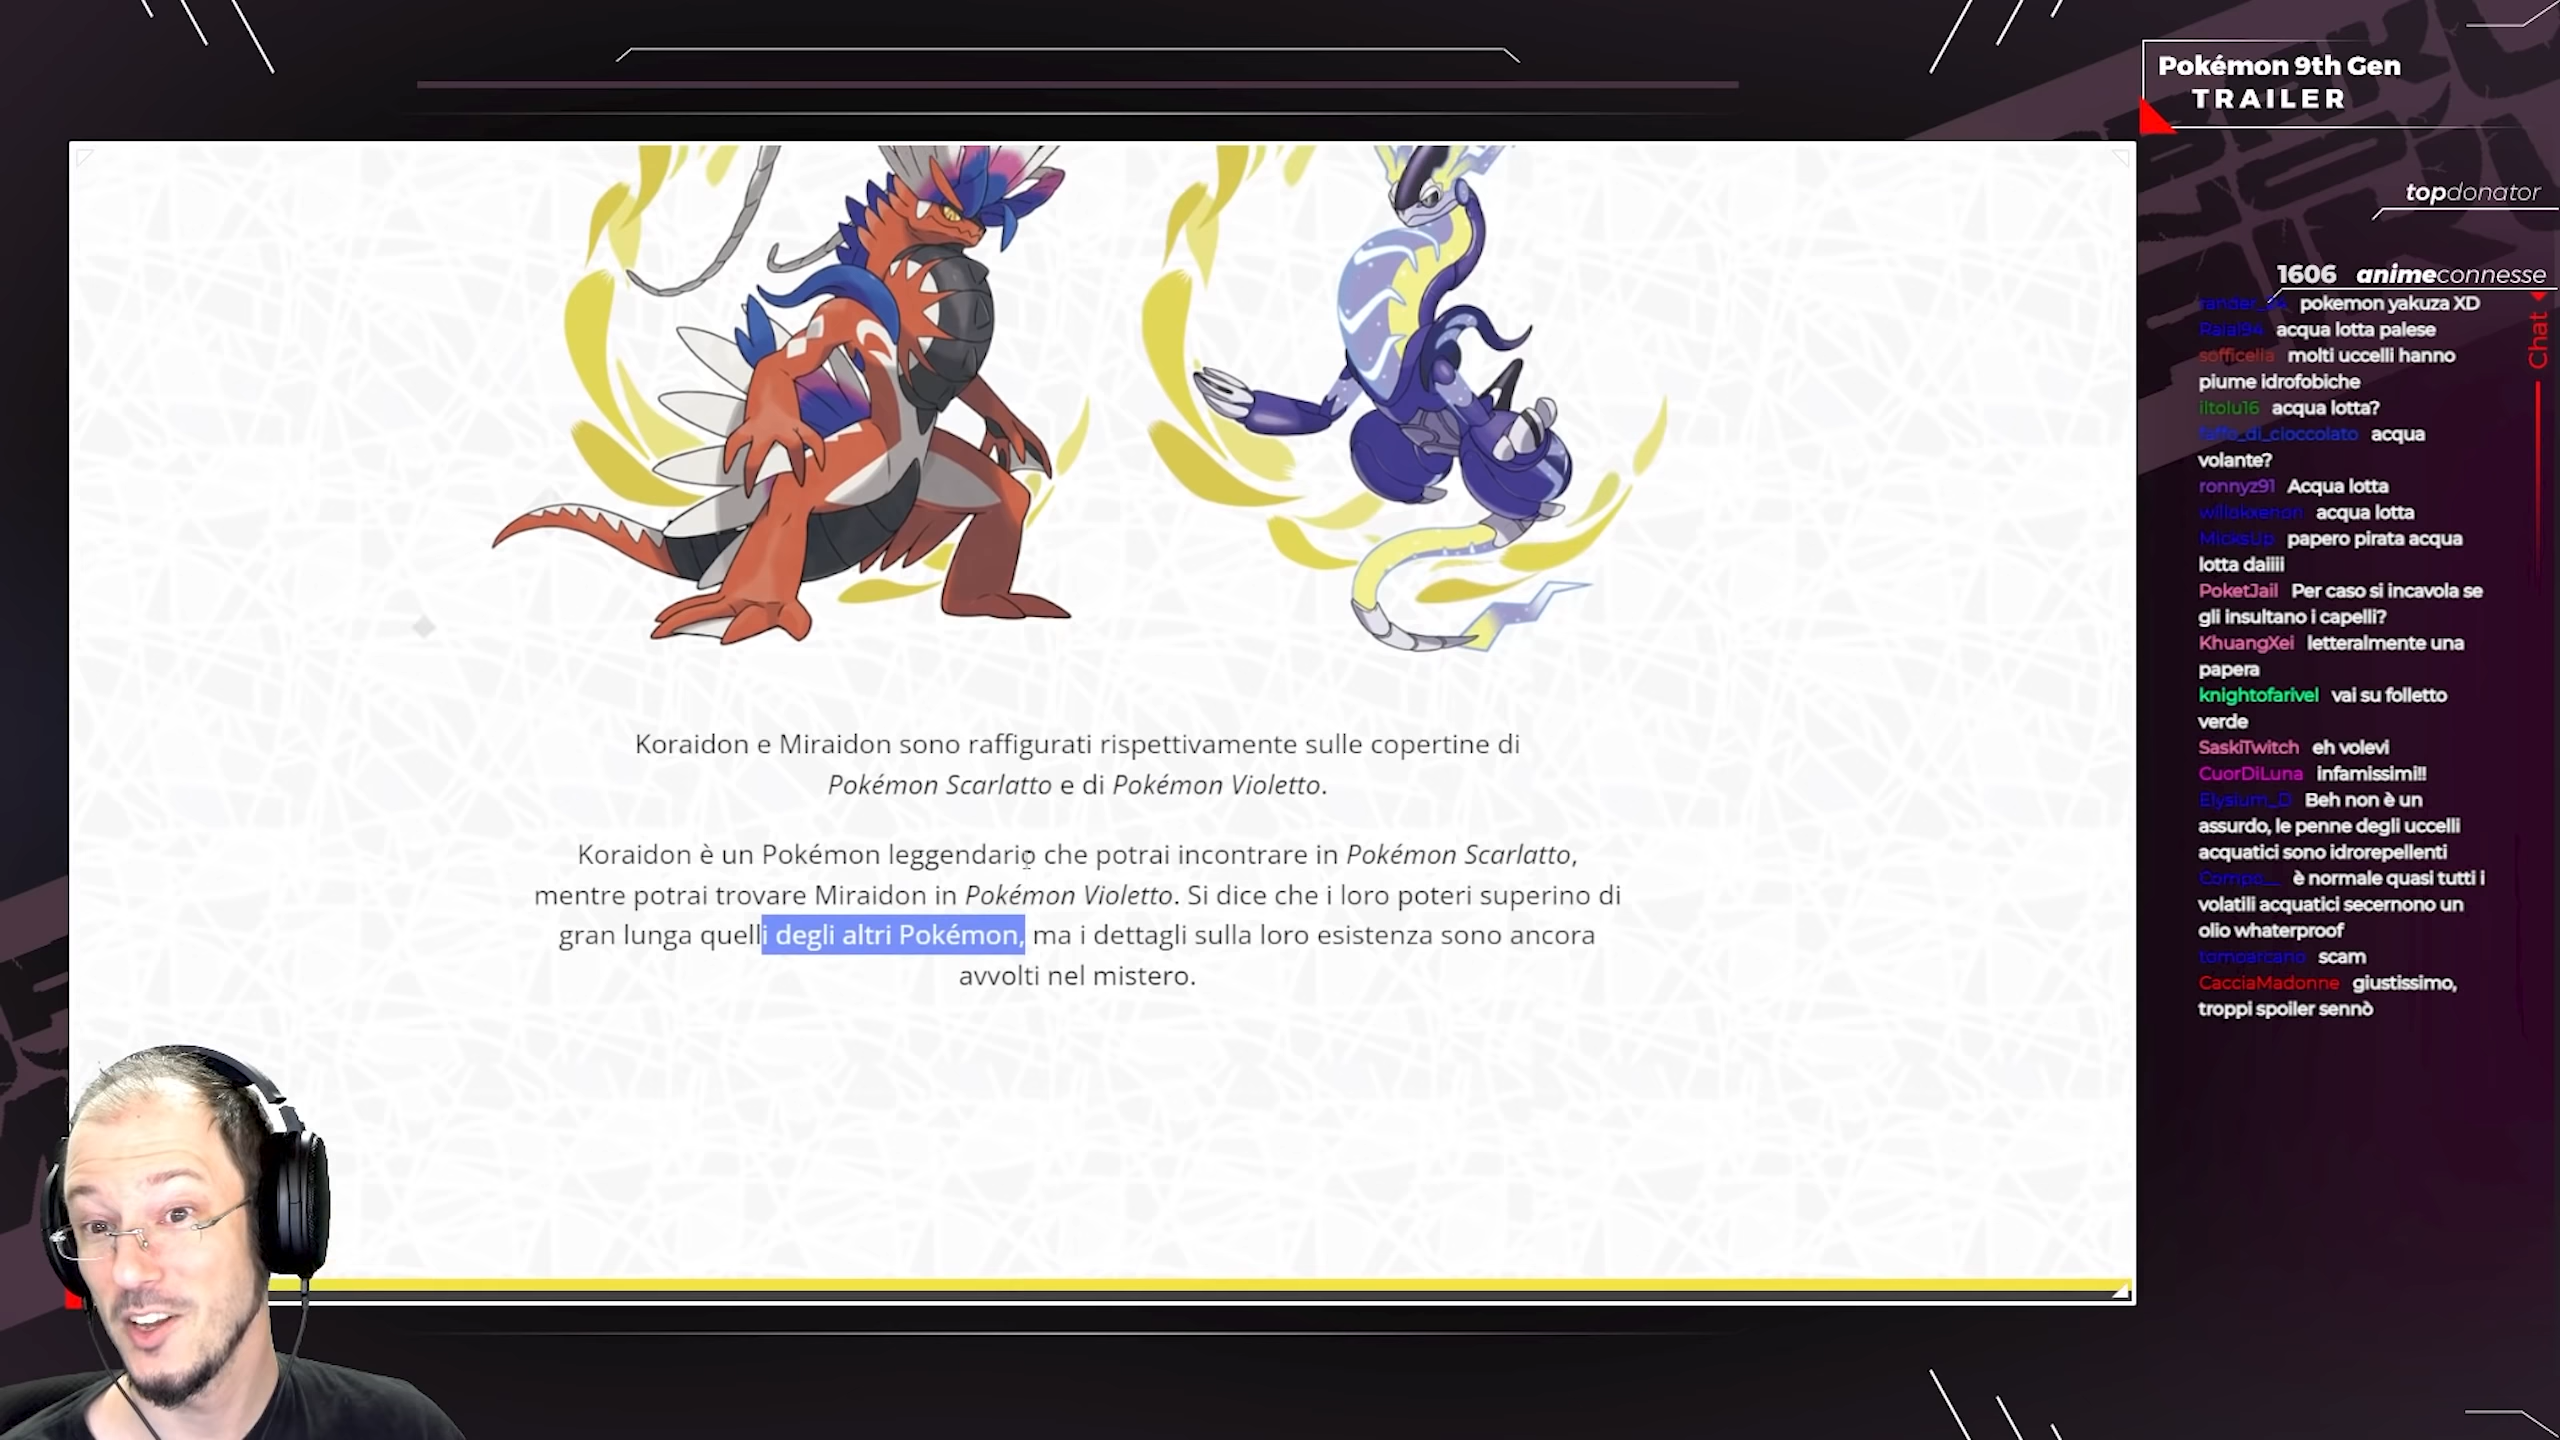 Pokémon 9th Gen
TRAILER
topdonator
1606 animeconnesse
Koraidon e Miraidon sono raffigurati rispettivamente sulle copertine di
Pokémon Scarlatto e di Pokémon Violetto.
Koraidon è un Pokémon leggendario che potrai incontrare in Pokémon Scarlatto,
mentre potrai trovare Miraidon in Pokémon Violetto. Si dice che i loro poteri superino di
gran lunga quelli degli altri Pokémon, ma i dettagli sulla loro esistenza sono ancora
avvolti nel mistero.
Chat
pokemon yakuza XD
Raial94 acqua lotta palese
sofficelia molti uccelli hanno
piume idrofobiche
iltolu16 acqua lotta?
acqua
volante?
ronnyz91 Acqua lotta
acqua lotta
MicksUp papero pirata acqua
lotta daiiii
PoketJail Per caso si incavola se
gli insultano i capelli?
KhuangXei letteralmente una
papera
knightofarivel vai su folletto
verde
SaskiTwitch eh volevi
CuorDiLuna infamissimi!!
Elysium_D Beh non è un
assurdo, le penne degli uccelli
acquatici sono idrorepellenti
è normale quasi tutti i
volatili acquatici secernono un
olio whaterproof
scam
CacciaMadonne giustissimo,
troppi spoiler sennò